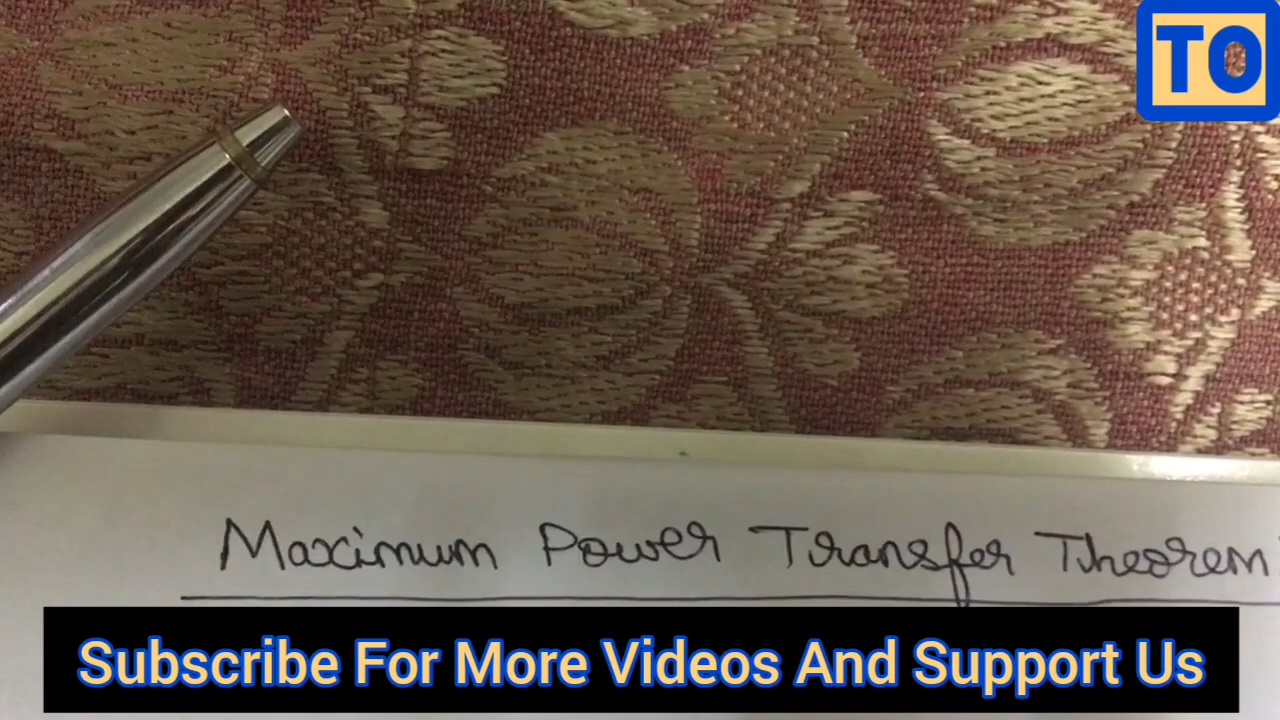 TO
Maximum Power Transfer Theorem
Subscribe For More Videos And Support Us